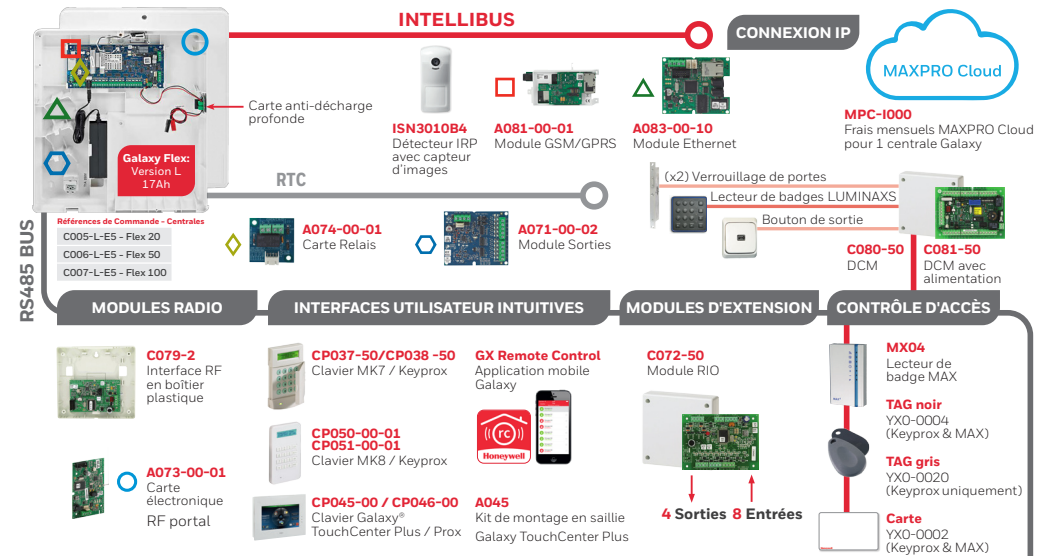 INTELLIBUS
CONNEXION IP
MAXPRO Cloud
Carte anti-décharge
profonde
Galaxy Flex:
Version L
17Ah
ISN3010B4
Détecteur IRP
avec capteur
d'images
A081-00-01
Module GSM/GPRS
A083-00-10
Module Ethernet
MPC-I000
Frais mensuels MAXPRO Cloud
pour 1 centrale Galaxy
RTC
(x2) Verrouillage de portes
Lecteur de badges LUMINAXS
Bouton de sortie
Références de Commande - Centrales
C005-L-E5 - Flex 20
C006-L-E5 - Flex 50
C007-L-E5 - Flex 100
A074-00-01
Carte Relais
A071-00-02
Module Sorties
C080-50
DCM
C081-50
DCM avec
alimentation
RS485 BUS
MODULES RADIO
INTERFACES UTILISATEUR INTUITIVES
MODULES D'EXTENSION
CONTRÔLE D'ACCÈS
C079-2
Interface RF
en boîtier
plastique
A073-00-01
Carte
électronique
RF portal
CP037-50/CP038 -50
Clavier MK7 / Keyprox
CP050-00-01
CP051-00-01
Clavier MK8 / Keyprox
CP045-00 / CP046-00
Clavier Galaxy®
TouchCenter Plus / Prox
GX Remote Control
Application mobile
Galaxy
rc
Honeywell
A045
Kit de montage en saillie
Galaxy TouchCenter Plus
C072-50
Module RIO
4 Sorties 8 Entrées
MX04
Lecteur de
badge MAX
TAG noir
YX0-0004
(Keyprox & MAX)
TAG gris
YX0-0020
(Keyprox uniquement)
Carte
YX0-0002
(Keyprox & MAX)